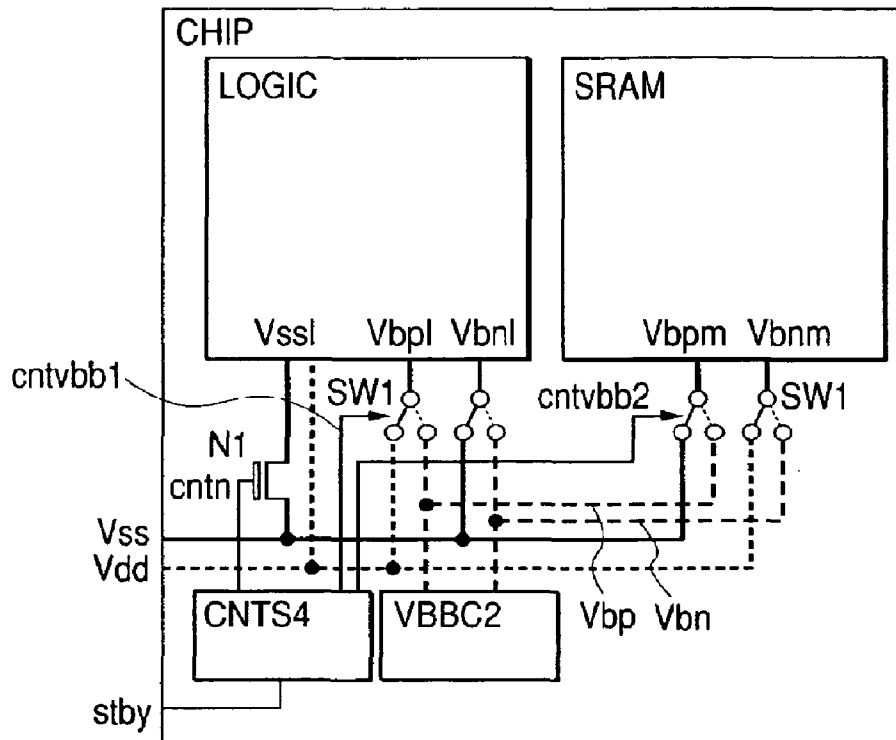 CHIP
LOGIC
SRAM
Vssl
Vbpl
Vbnl
Vbpm
Vbnm
cntvbb1
SW1
cntvbb2
SW1
N1
cntn
Vss
Vdd
CNTS4
VBBC2
Vbp
Vbn
stby